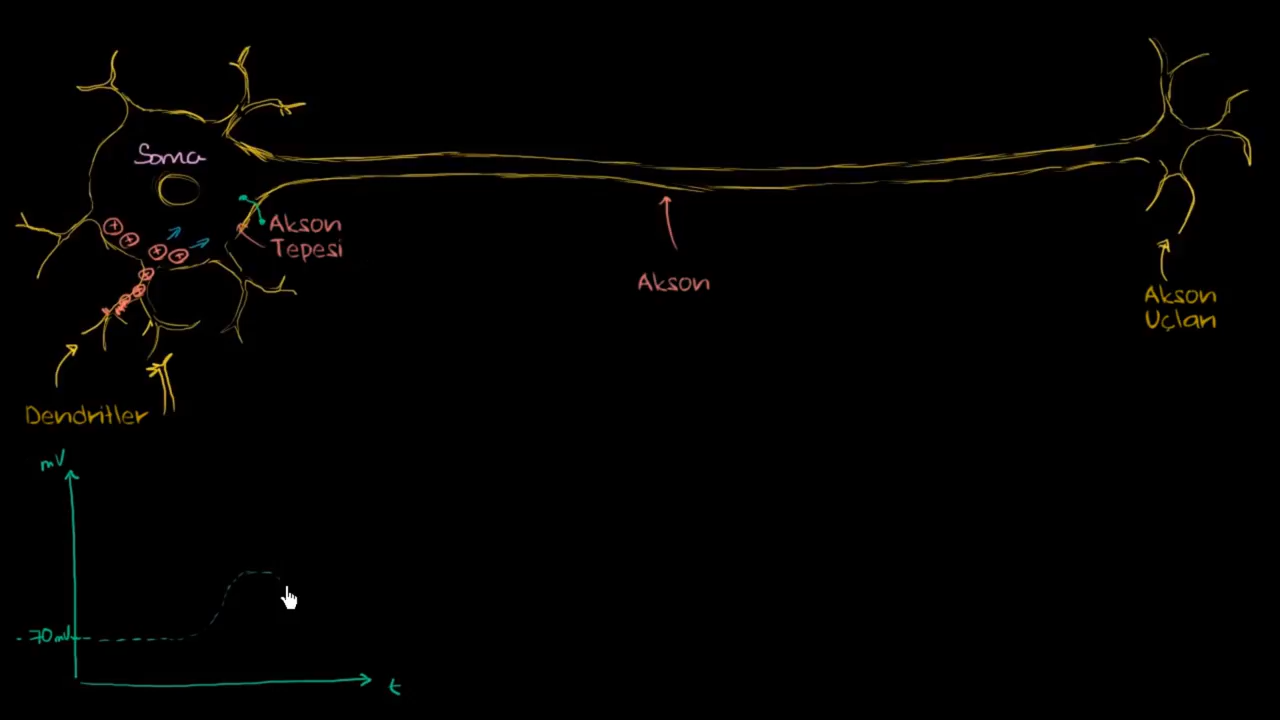 Soma
Akson
Tepesi
Akson
Akson
Uçları
Dendritler
mV
- 70mV
t